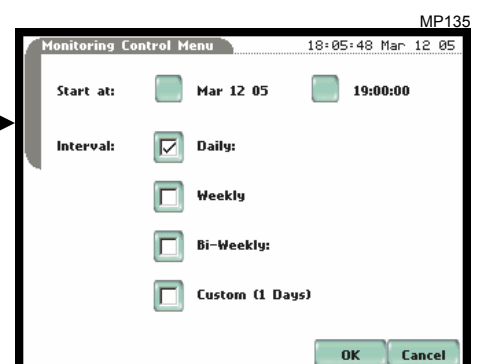 MP135
Monitoring Control Menu 18:05:48 Mar 12 05
Start at: Mar 12 05 19:00:00
Interval: Daily:
Weekly
Bi-Weekly:
Custom (1 Days)
OK Cancel